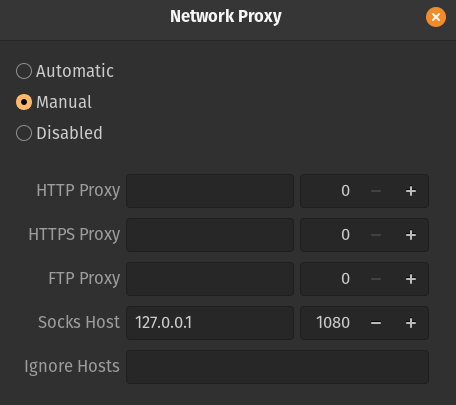 Network Proxy
Automatic
Manual
Disabled
HTTP Proxy 0 − +
HTTPS Proxy 0 − +
FTP Proxy 0 − +
Socks Host 127.0.0.1 1080 − +
Ignore Hosts